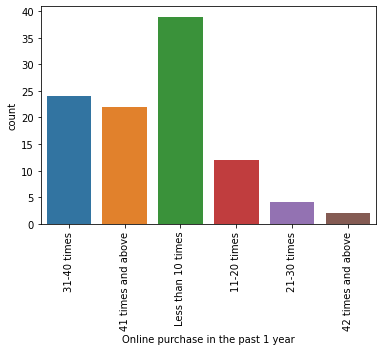 40
35
30
25
20
15
10
5
0
count
31-40 times
41 times and above
Less than 10 times
11-20 times
21-30 times
42 times and above
Online purchase in the past 1 year